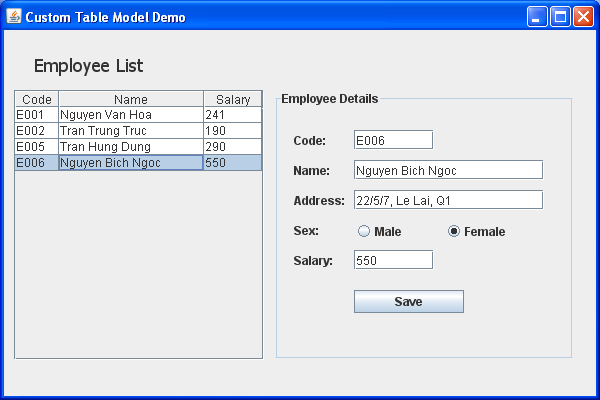 Custom Table Model Demo
Employee List
Code Name Salary
E001 Nguyen Van Hoa 241
E002 Tran Trung Truc 190
E005 Tran Hung Dung 290
E006 Nguyen Bich Ngoc 550
Employee Details
Code: E006
Name: Nguyen Bich Ngoc
Address: 22/5/7, Le Lai, Q1
Sex: Male Female
Salary: 550
Save